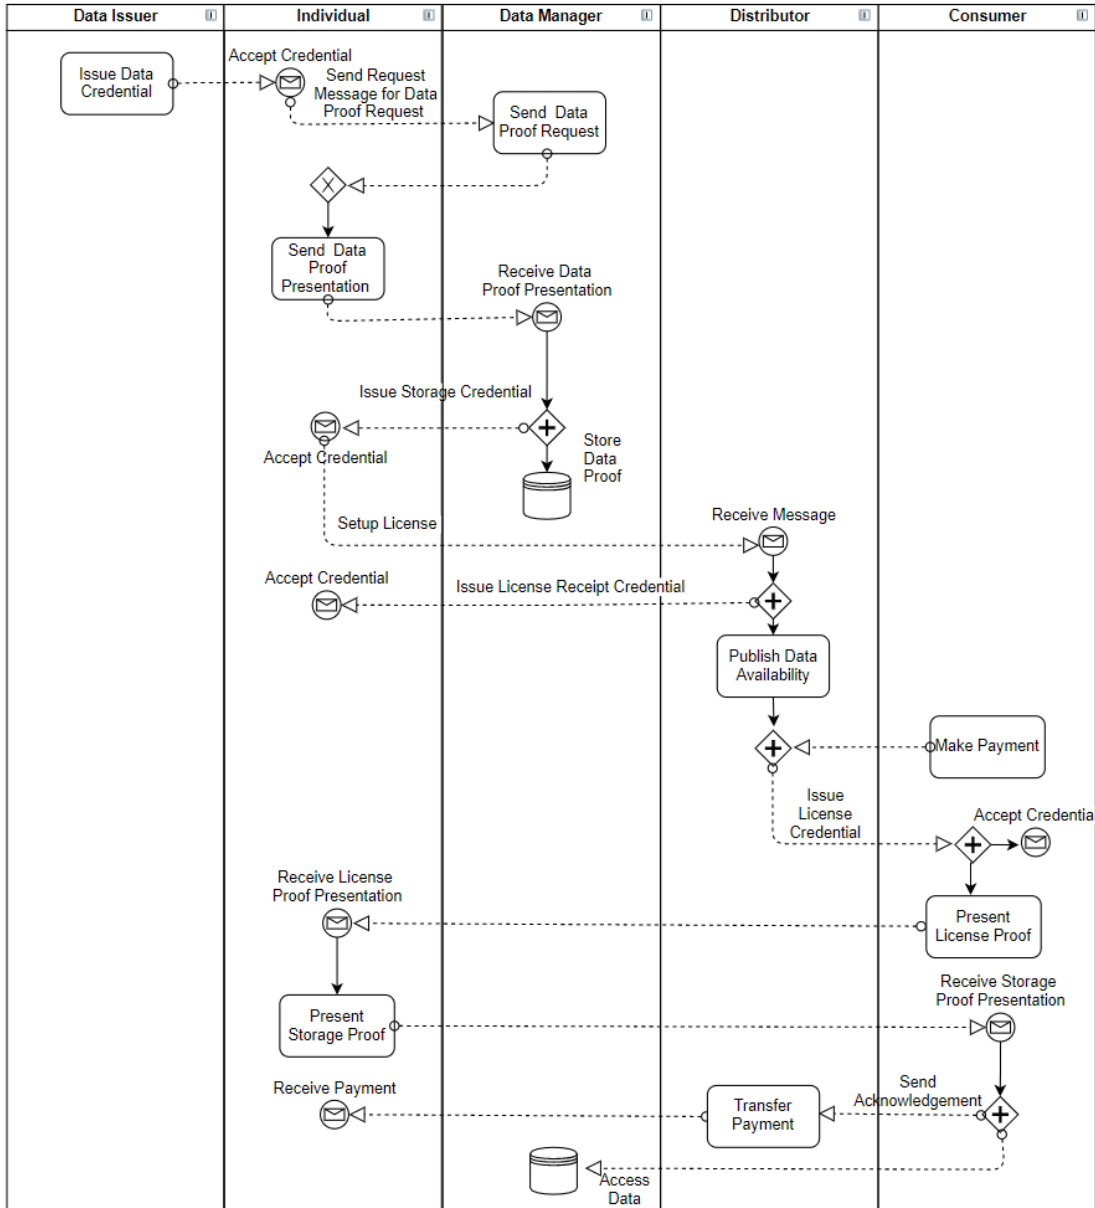 Data Issuer
Individual
Data Manager
Distributor
Consumer
Issue Data
Credential
Accept Credential
Send Request
Message for Data
Proof Request
Send Data
Proof Request
Send Data
Proof
Presentation
Receive Data
Proof Presentation
Issue Storage Credential
Accept Credential
Store
Data
Proof
Setup License
Receive Message
Accept Credential
Issue License Receipt Credential
Publish Data
Availability
Make Payment
Issue
License
Credential
Accept Credential
Receive License
Proof Presentation
Present
License Proof
Receive Storage
Proof Presentation
Present
Storage Proof
Receive Payment
Transfer
Payment
Send
Acknowledgement
Access
Data